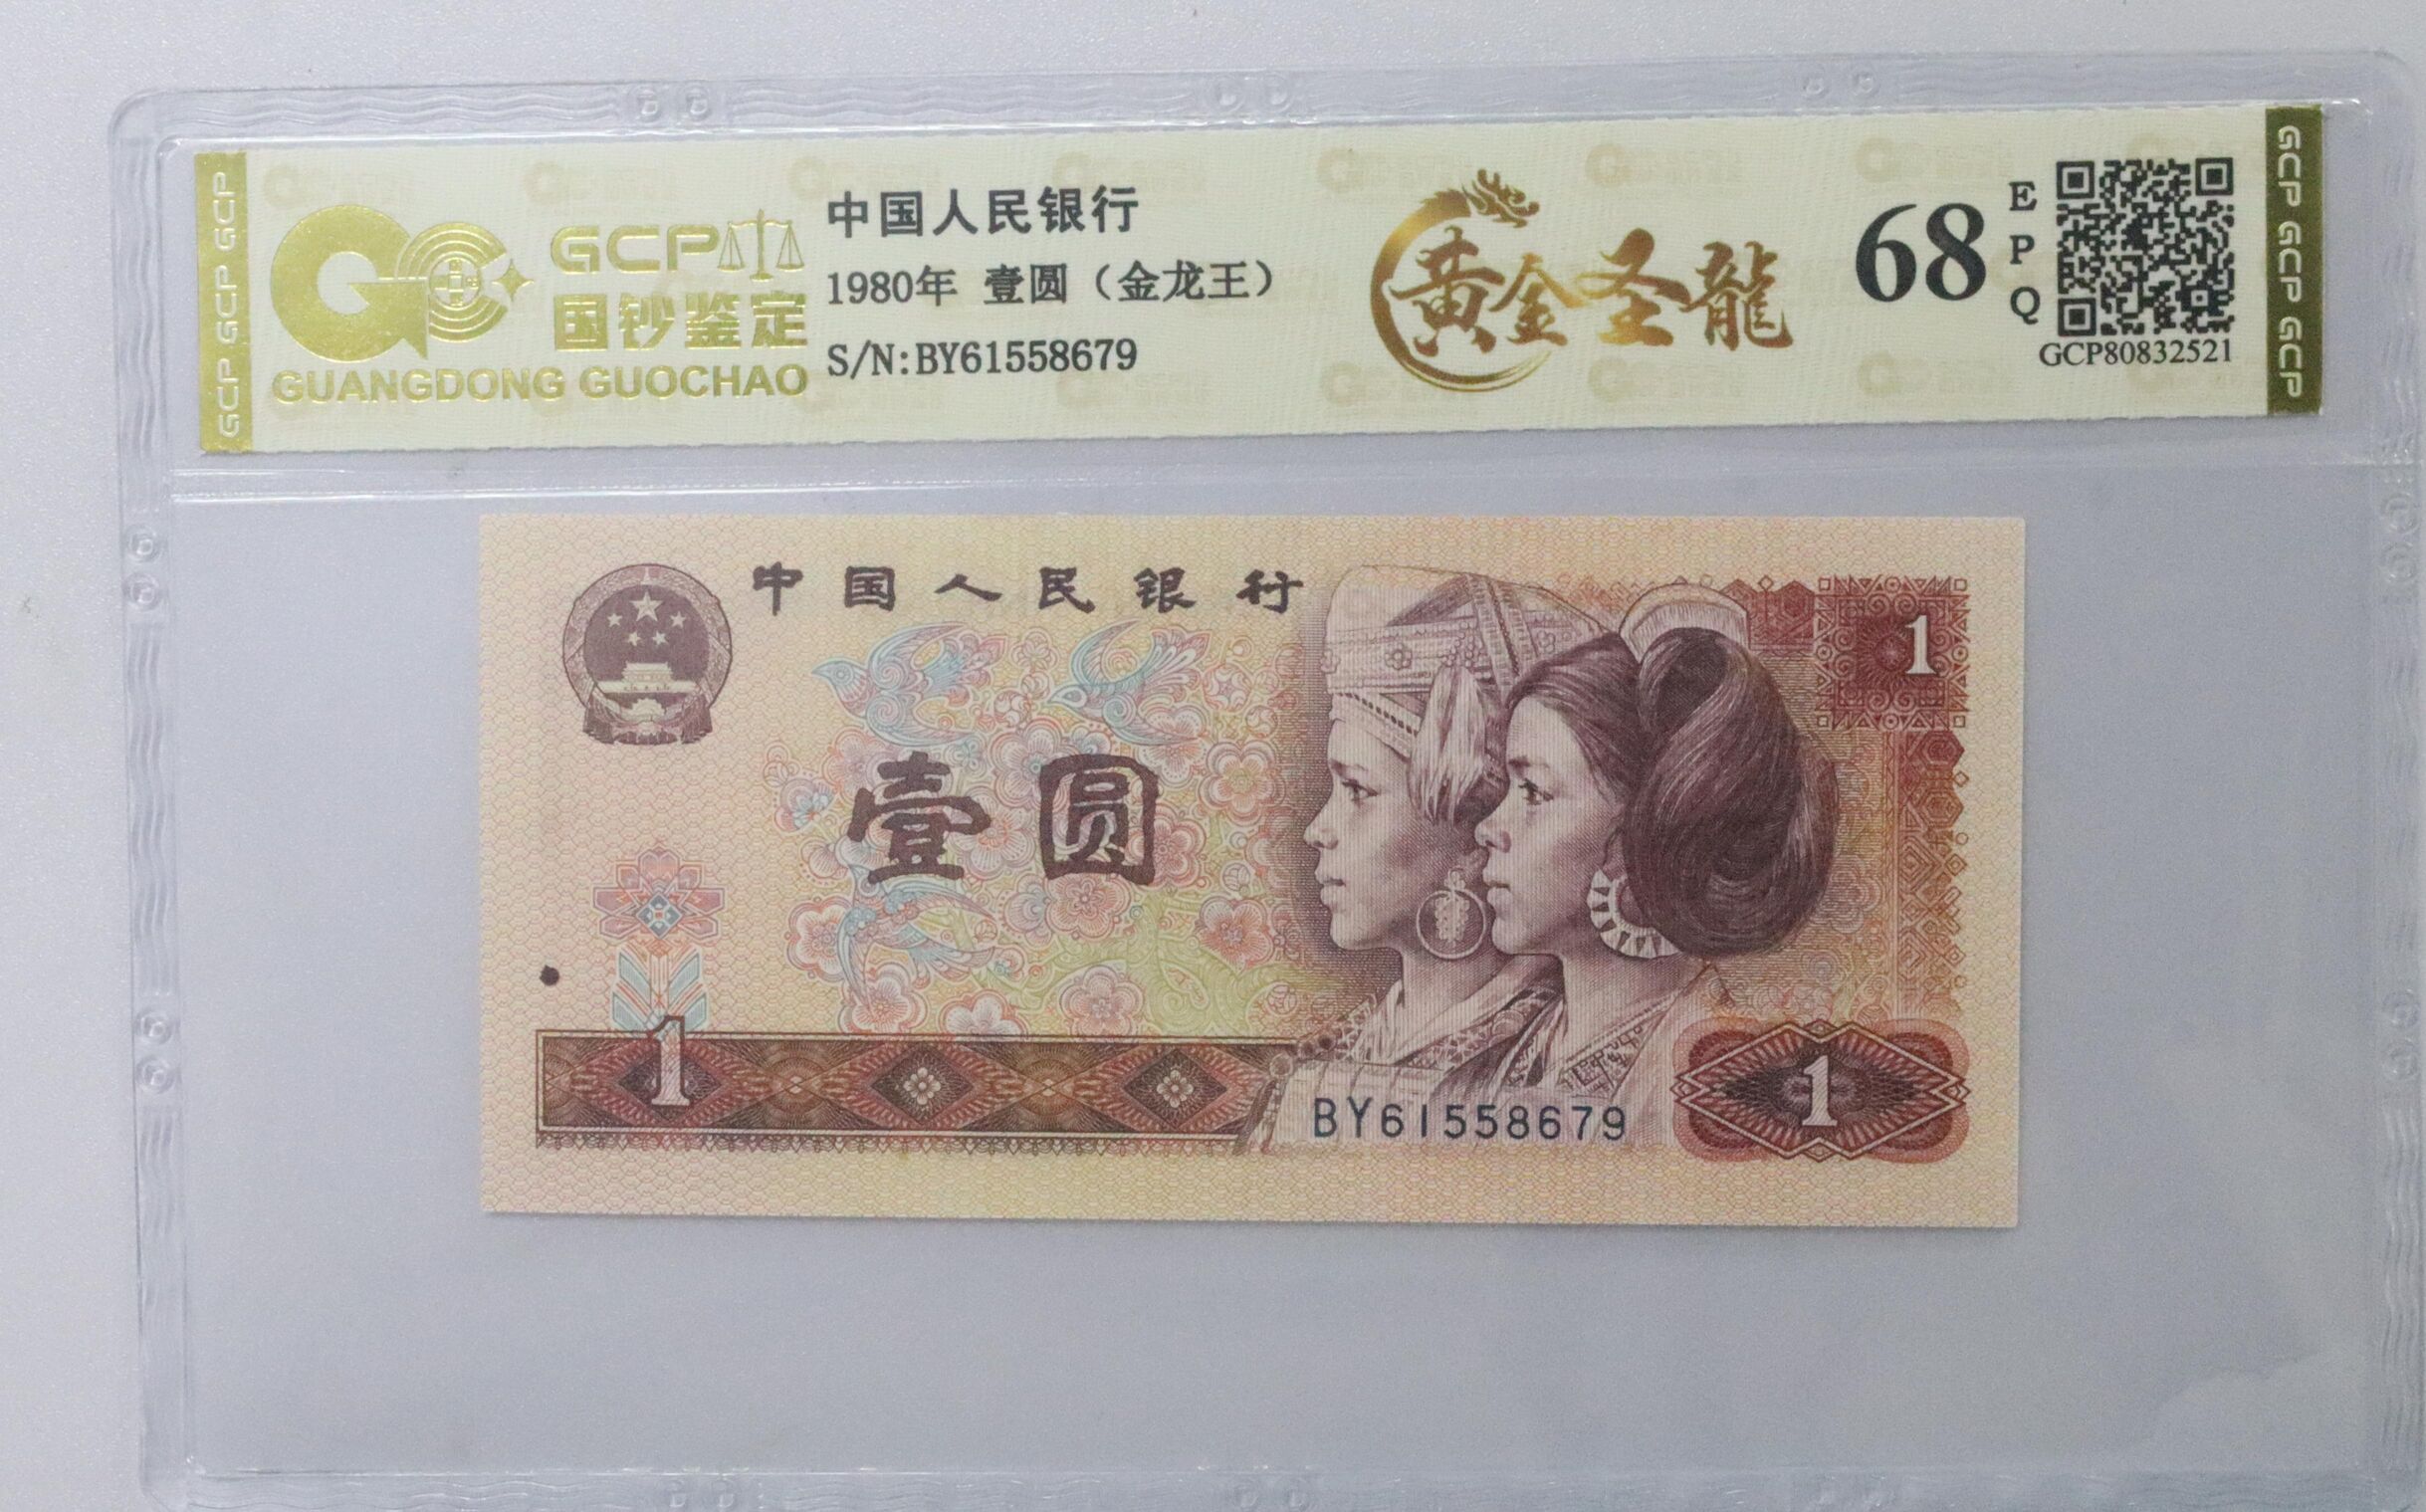 GCP GCP GCP
GCP
国钞鉴定
GUANGDONG GUOCHAO
中国人民银行
1980年 壹圆（金龙王）
S/N:BY61558679
黄金圣龍
68
E
P
Q
GCP80832521
GCP GCP GCP
中国人民银行
1
壹圆
1
BY61558679
1